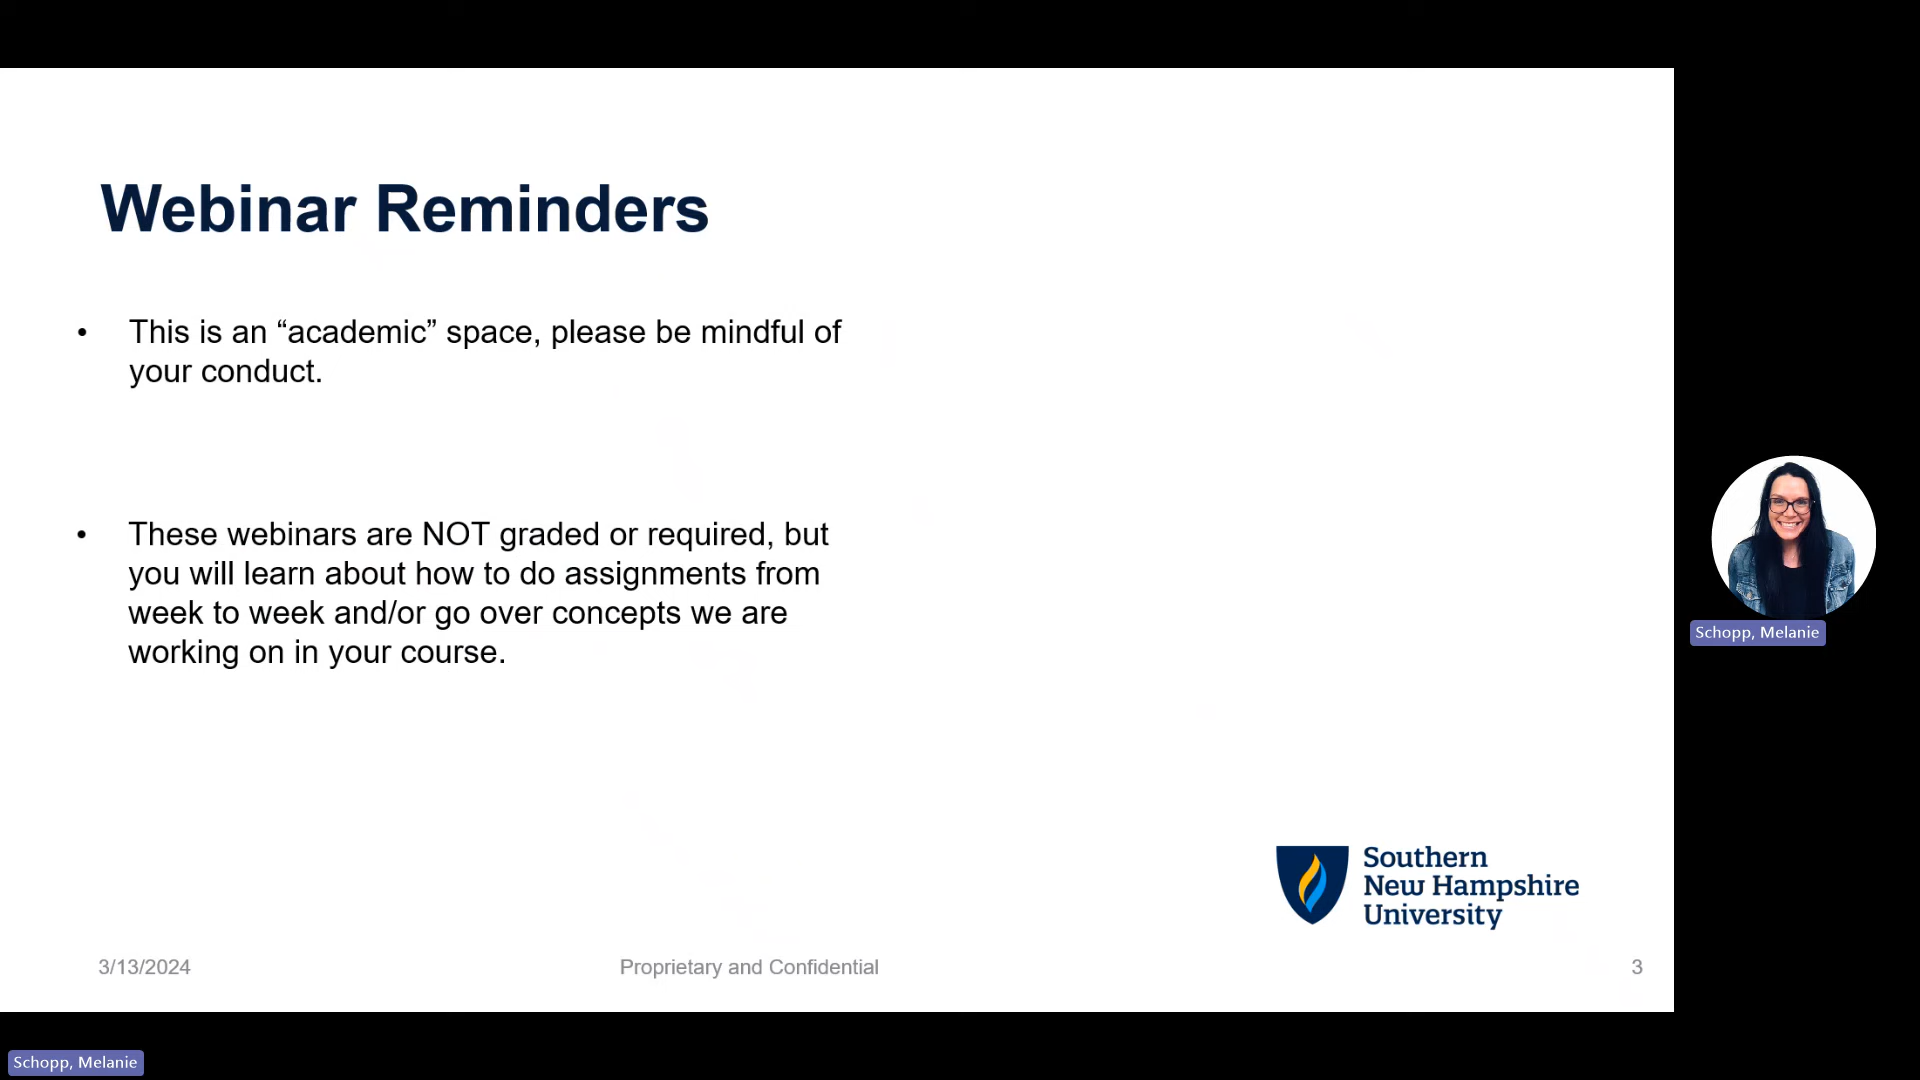 Webinar Reminders
• This is an “academic” space, please be mindful of
your conduct.
• These webinars are NOT graded or required, but
you will learn about how to do assignments from
week to week and/or go over concepts we are
working on in your course.
Southern
New Hampshire
University
3/13/2024
Proprietary and Confidential
3
Schopp, Melanie
Schopp, Melanie